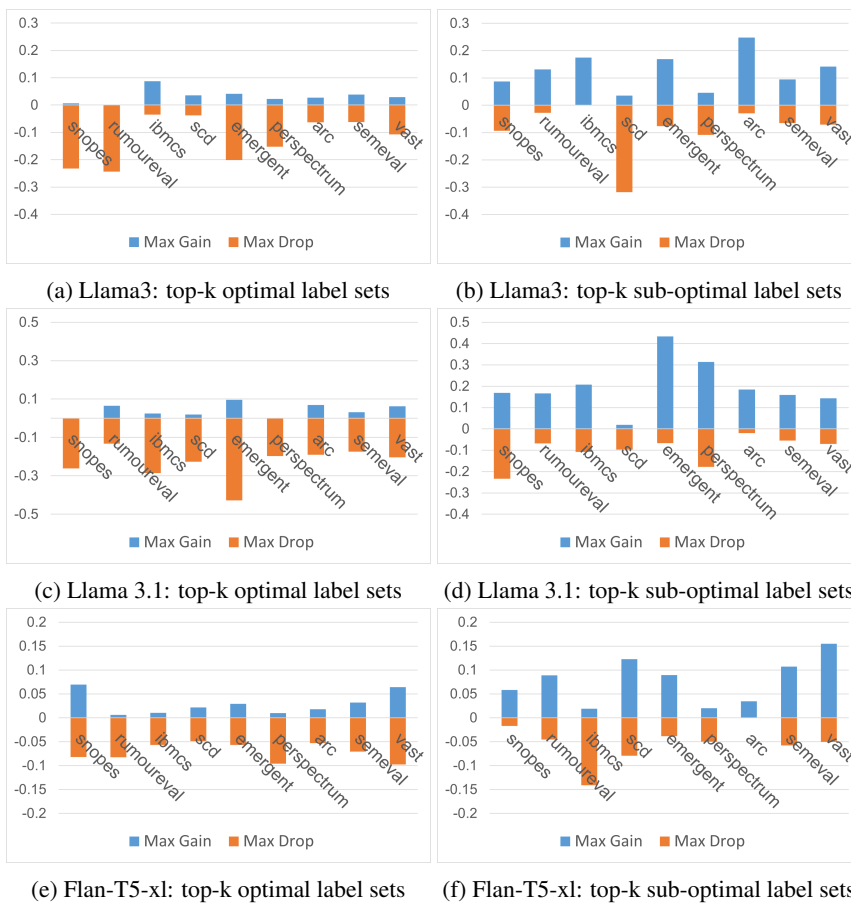 0.3
0.2
0.1
0
-0.1
-0.2
-0.3
-0.4
snopes
rumoureval
ibmcs
scd
emergent
perspectrum
arc
semeval
vast
Max Gain Max Drop
(a) Llama3: top-k optimal label sets
0.3
0.2
0.1
0
-0.1
-0.2
-0.3
-0.4
snopes
rumoureval
ibmcs
scd
emergent
perspectrum
arc
semeval
vast
Max Gain Max Drop
(b) Llama3: top-k sub-optimal label sets
0.5
0.3
0.1
-0.1
-0.3
-0.5
snopes
rumoureval
ibmcs
scd
emergent
perspectrum
arc
semeval
vast
Max Gain Max Drop
(c) Llama 3.1: top-k optimal label sets
0.5
0.4
0.3
0.2
0.1
0
-0.1
-0.2
-0.3
-0.4
snopes
rumoureval
ibmcs
scd
emergent
perspectrum
arc
semeval
vast
Max Gain Max Drop
(d) Llama 3.1: top-k sub-optimal label sets
0.2
0.15
0.1
0.05
0
-0.05
-0.1
-0.15
-0.2
snopes
rumoureval
ibmcs
scd
emergent
perspectrum
arc
semeval
vast
Max Gain Max Drop
(e) Flan-T5-xl: top-k optimal label sets
0.2
0.15
0.1
0.05
0
-0.05
-0.1
-0.15
-0.2
snopes
rumoureval
ibmcs
scd
emergent
perspectrum
arc
semeval
vast
Max Gain Max Drop
(f) Flan-T5-xl: top-k sub-optimal label sets